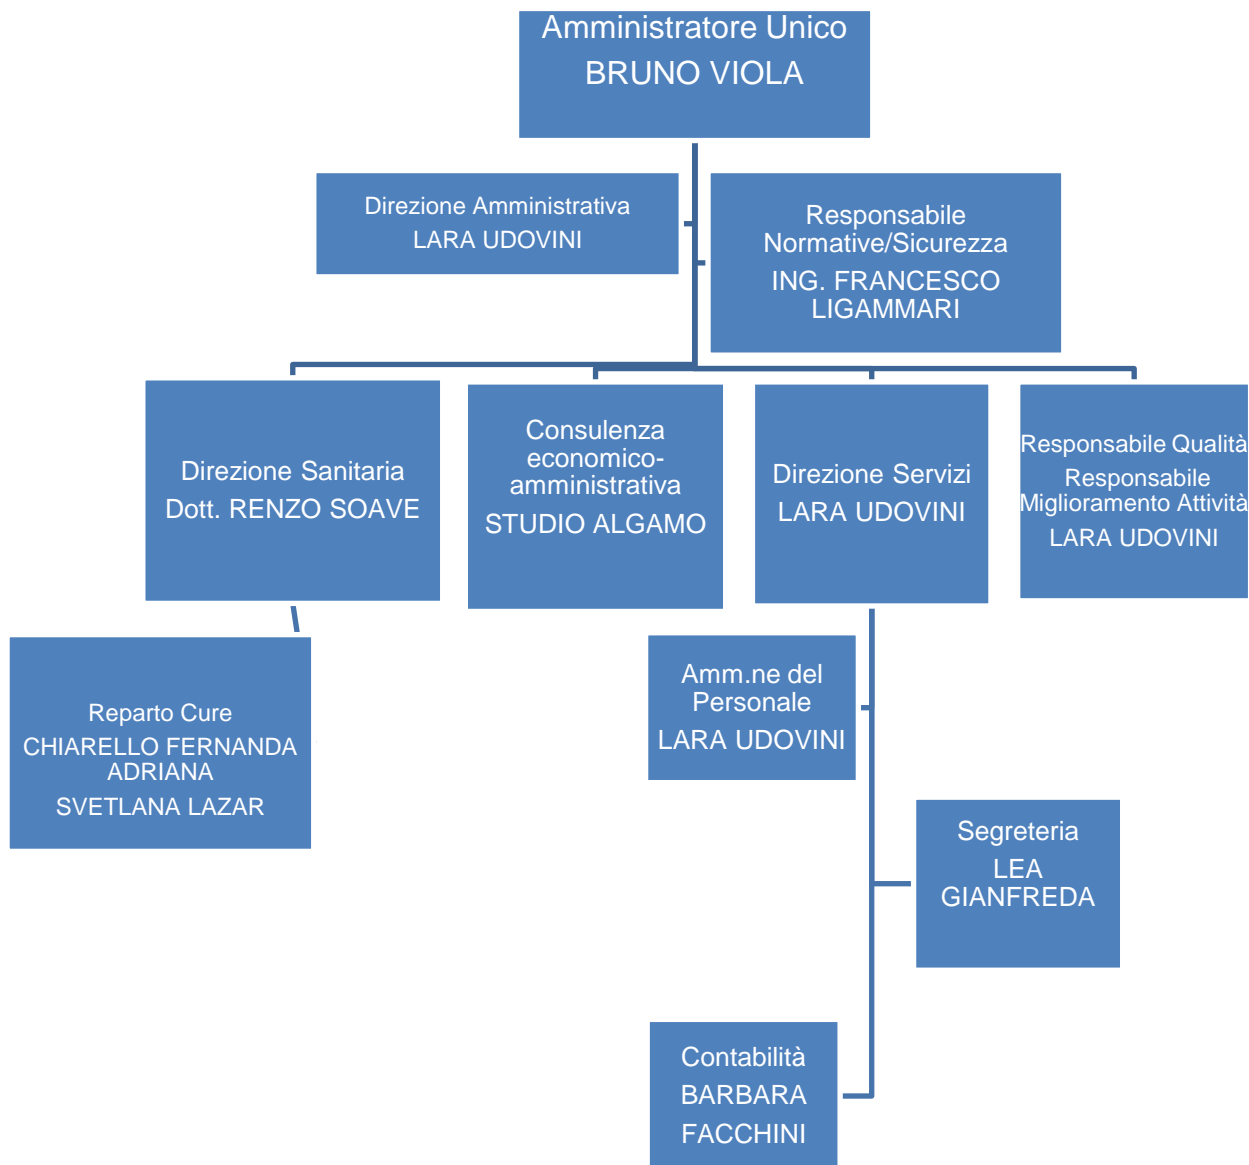 Amministratore Unico
BRUNO VIOLA
Direzione Amministrativa
LARA UDOVINI
Responsabile
Normative/Sicurezza
ING. FRANCESCO
LIGAMMARI
Direzione Sanitaria
Dott. RENZO SOAVE
Consulenza
economico-
amministrativa
STUDIO ALGAMO
Direzione Servizi
LARA UDOVINI
Responsabile Qualità
Responsabile
Miglioramento Attività
LARA UDOVINI
Reparto Cure
CHIARELLO FERNANDA
ADRIANA
SVETLANA LAZAR
Amm.ne del
Personale
LARA UDOVINI
Segreteria
LEA
GIANFREDA
Contabilità
BARBARA
FACCHINI